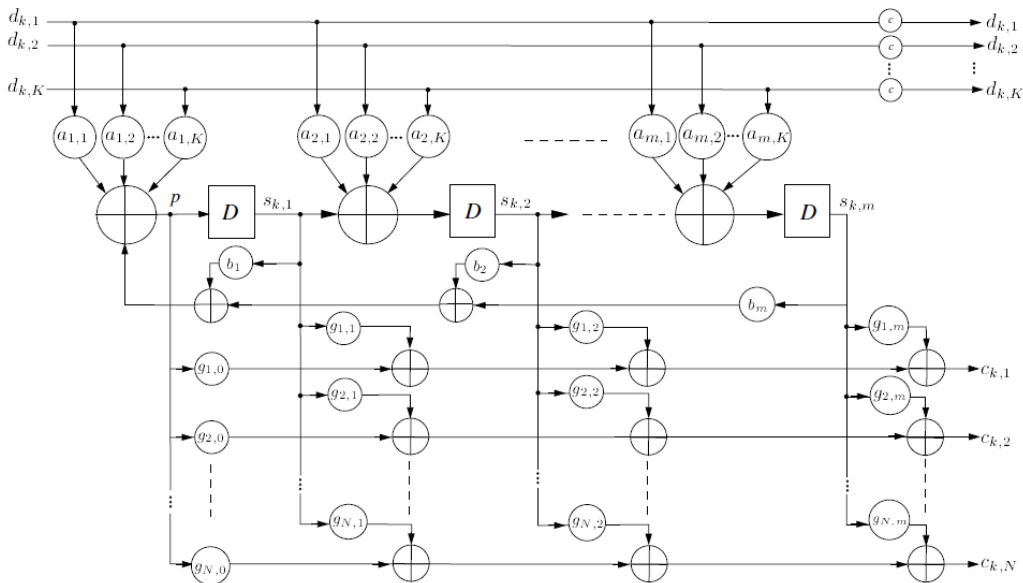 d_{k,1} c d_{k,1}
d_{k,2} c d_{k,2}
⋮ ⋮
d_{k,K} c d_{k,K}
a_{1,1} a_{1,2} ... a_{1,K} a_{2,1} a_{2,2} ... a_{2,K} a_{m,1} a_{m,2} ... a_{m,K}
p D s_{k,1} D s_{k,2} D s_{k,m}
b_1 b_2
b_m
g_{1,1} g_{1,2} g_{1,m}
g_{1,0} c_{k,1}
g_{2,1} g_{2,2} g_{2,m}
g_{2,0} c_{k,2}
⋮ ⋮ ⋮ ⋮
g_{N,1} g_{N,2} g_{N,m}
g_{N,0} c_{k,N}